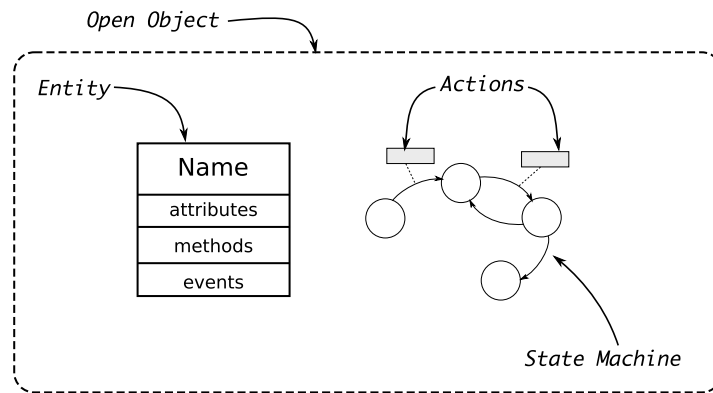 Open Object
Entity
Actions
Name
attributes
methods
events
State Machine